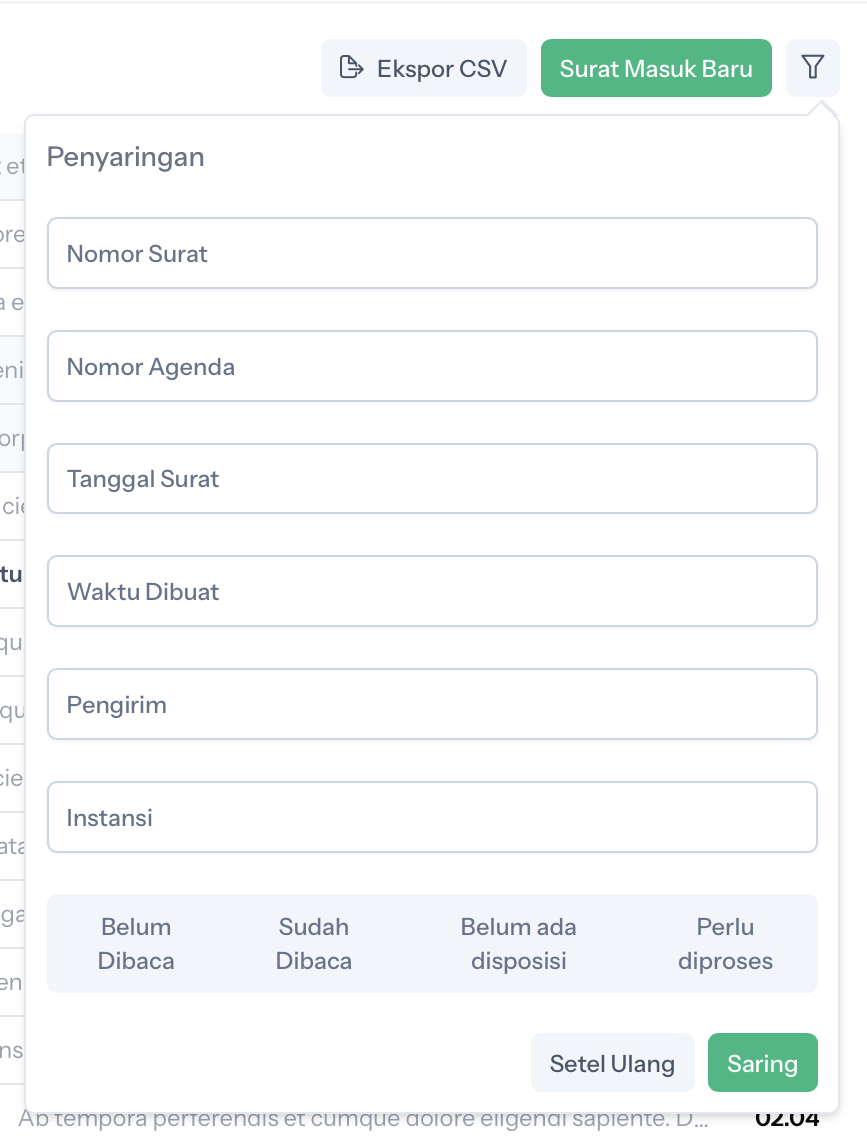 Ekspor CSV
Surat Masuk Baru
Penyaringan
Nomor Surat
Nomor Agenda
Tanggal Surat
Waktu Dibuat
Pengirim
Instansi
Belum
Dibaca
Sudah
Dibaca
Belum ada
disposisi
Perlu
diproses
Setel Ulang
Saring
Ab tempora perferendis et cumque dolore eligendi sapiente. D...
02.04